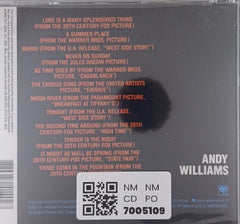 LOVE IS A MANY-SPLENDORED THING
(FROM THE 20TH CENTURY-FOX PICTURE)
A SUMMER PLACE
(FROM THE WARNER BROS. PICTURE)
MARIA (FROM THE U.A. RELEASE, "WEST SIDE STORY")
NEVER ON SUNDAY
(FROM THE JULES DASSIN PICTURE)
AS TIME GOES BY (FROM THE WARNER BROS.
PICTURE, "CASABLANCA")
THE EXODUS SONG (FROM THE UNITED ARTISTS
PICTURE, "EXODUS")
MOON RIVER (FROM THE PARAMOUNT PICTURE,
"BREAKFAST AT TIFFANY'S")
TONIGHT (FROM THE U.A. RELEASE,
"WEST SIDE STORY")
THE SECOND TIME AROUND (FROM THE 20TH
CENTURY-FOX PICTURE, "HIGH TIME")
TENDER IS THE NIGHT
(FROM THE 20TH CENTURY-FOX PICTURE)
IT MIGHT AS WELL BE SPRING (FROM THE 20TH
CENTURY-FOX PICTURE, "STATE FAIR")
THREE COINS IN THE FOUNTAIN (FROM THE
20TH CENTURY-FOX PICTURE)
ANDY
WILLIAMS
NM NM
CD PO
7005109